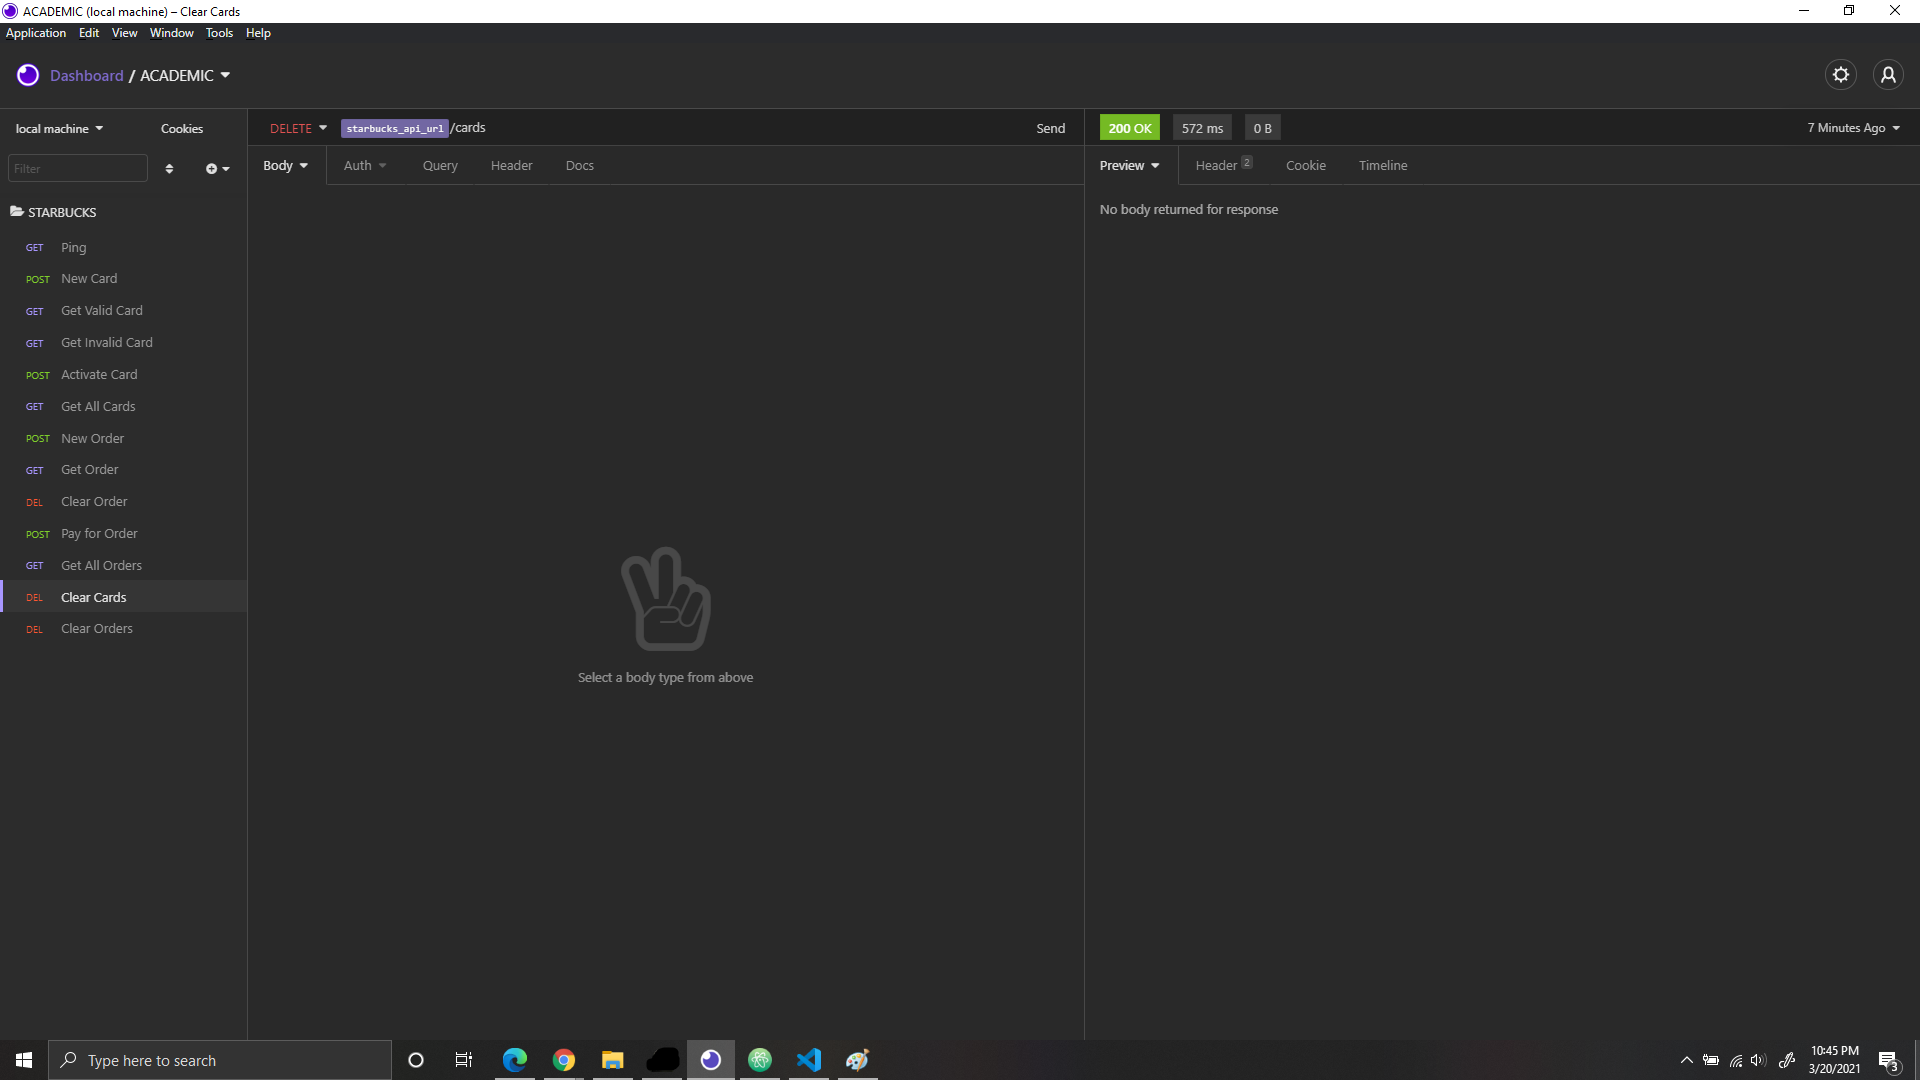 ACADEMIC (local machine) – Clear Cards
Application Edit View Window Tools Help
Dashboard / ACADEMIC
local machine Cookies
DELETE starbucks_api_url/cards Send
200 OK 572 ms 0 B 7 Minutes Ago
Filter
Body Auth Query Header Docs
Preview Header 2 Cookie Timeline
No body returned for response
STARBUCKS
GET Ping
POST New Card
GET Get Valid Card
GET Get Invalid Card
POST Activate Card
GET Get All Cards
POST New Order
GET Get Order
DEL Clear Order
POST Pay for Order
GET Get All Orders
DEL Clear Cards
DEL Clear Orders
Select a body type from above
Type here to search
10:45 PM
3/20/2021
3